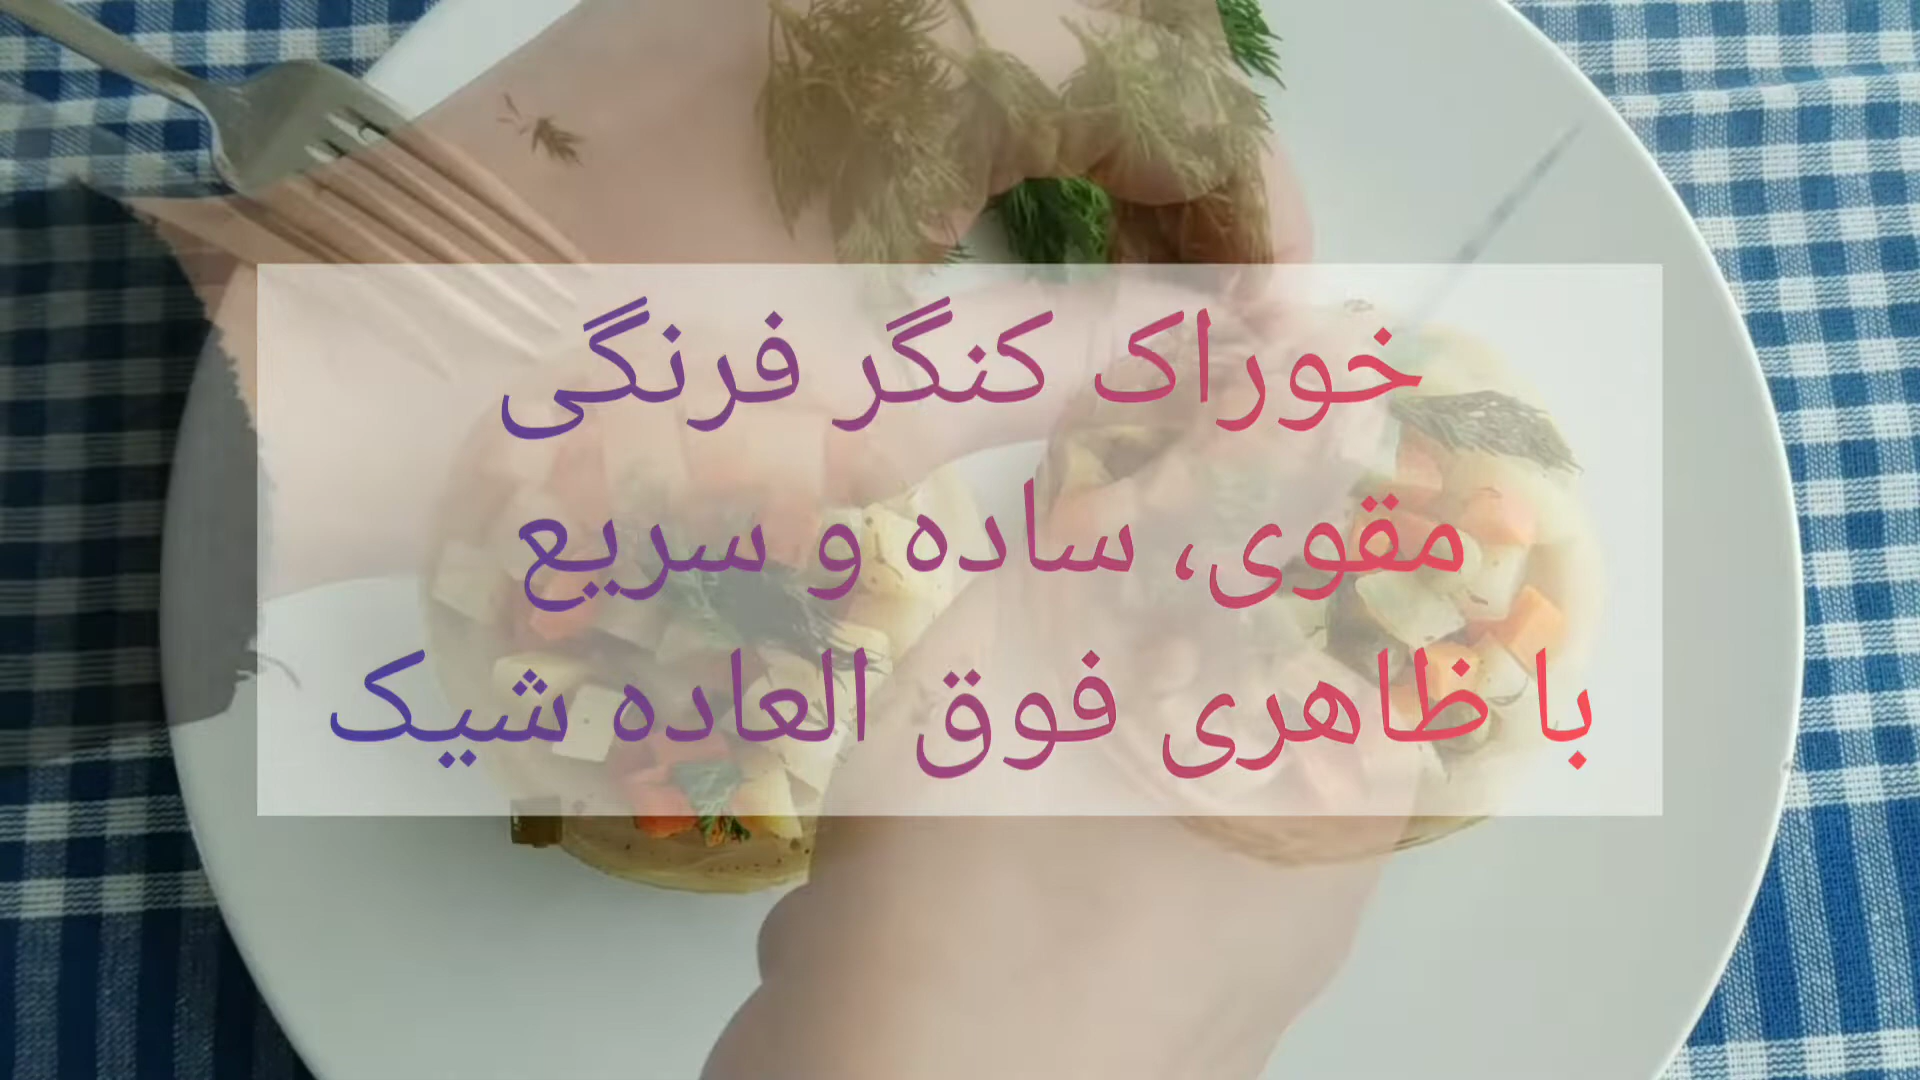 خوراک کنگر فرنگی
مقوی، ساده و سریع
با ظاهری فوق العاده شیک